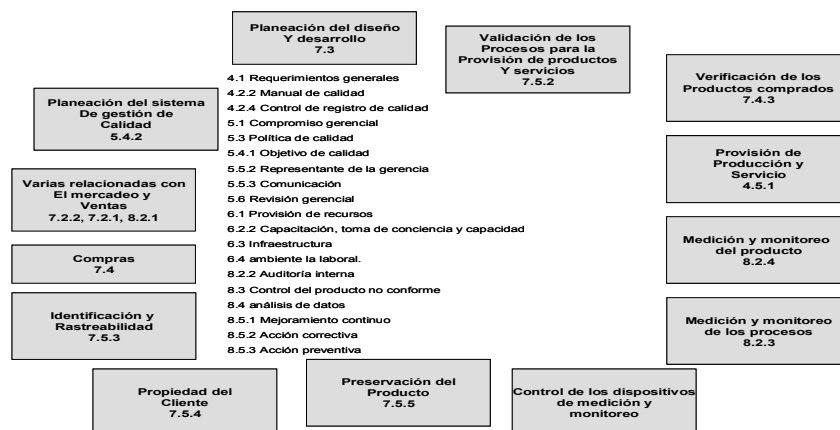 Planeación del diseño
Y desarrollo
7.3
Validación de los
Procesos para la
Provisión de productos
Y servicios
7.5.2
Verificación de los
Productos comprados
7.4.3
Planeación del sistema
De gestión de
Calidad
5.4.2
Provisión de
Producción y
Servicio
4.5.1
Varias relacionadas con
El mercadeo y
Ventas
7.2.2, 7.2.1, 8.2.1
Medición y monitoreo
del producto
8.2.4
Compras
7.4
Identificación y
Rastreabilidad
7.5.3
Medición y monitoreo
de los procesos
8.2.3
4.1 Requerimientos generales
4.2.2 Manual de calidad
4.2.4 Control de registro de calidad
5.1 Compromiso gerencial
5.3 Política de calidad
5.4.1 Objetivo de calidad
5.5.2 Representante de la gerencia
5.5.3 Comunicación
5.6 Revisión gerencial
6.1 Provisión de recursos
6.2.2 Capacitación, toma de conciencia y capacidad
6.3 Infraestructura
6.4 ambiente la laboral.
8.2.2 Auditoría interna
8.3 Control del producto no conforme
8.4 análisis de datos
8.5.1 Mejoramiento continuo
8.5.2 Acción correctiva
8.5.3 Acción preventiva
Propiedad del
Cliente
7.5.4
Preservación del
Producto
7.5.5
Control de los dispositivos
de medición y
monitoreo